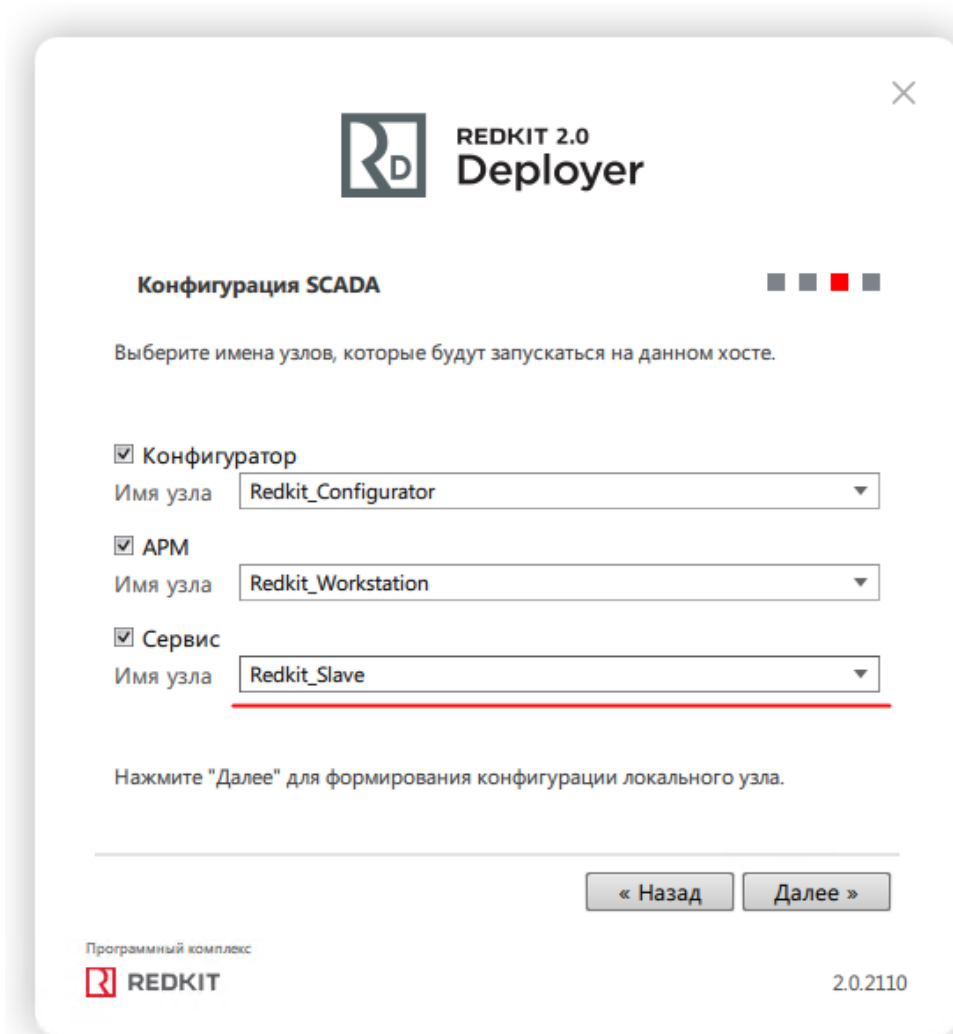 REDKIT 2.0
Deployer
Конфигурация SCADA
Выберите имена узлов, которые будут запускаться на данном хосте.
Конфигуратор
Имя узла Redkit_Configurator
АРМ
Имя узла Redkit_Workstation
Сервис
Имя узла Redkit_Slave
Нажмите "Далее" для формирования конфигурации локального узла.
« Назад Далее »
Программный комплекс
REDKIT 2.0.2110